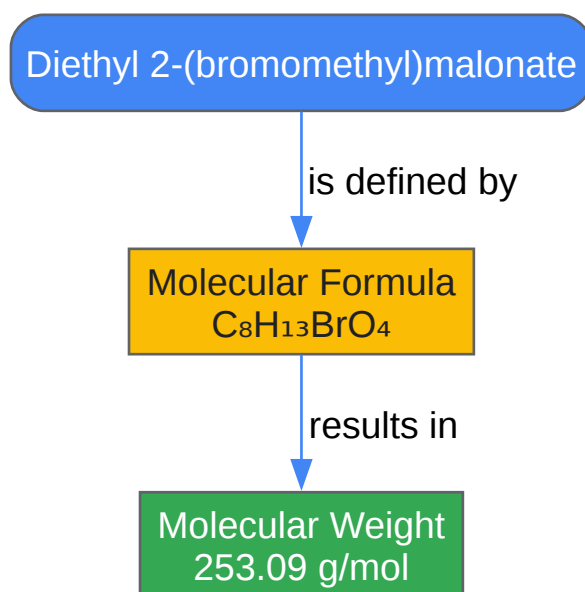 Diethyl 2-(bromomethyl)malonate
is defined by
Molecular Formula
C₈H₁₃BrO₄
results in
Molecular Weight
253.09 g/mol